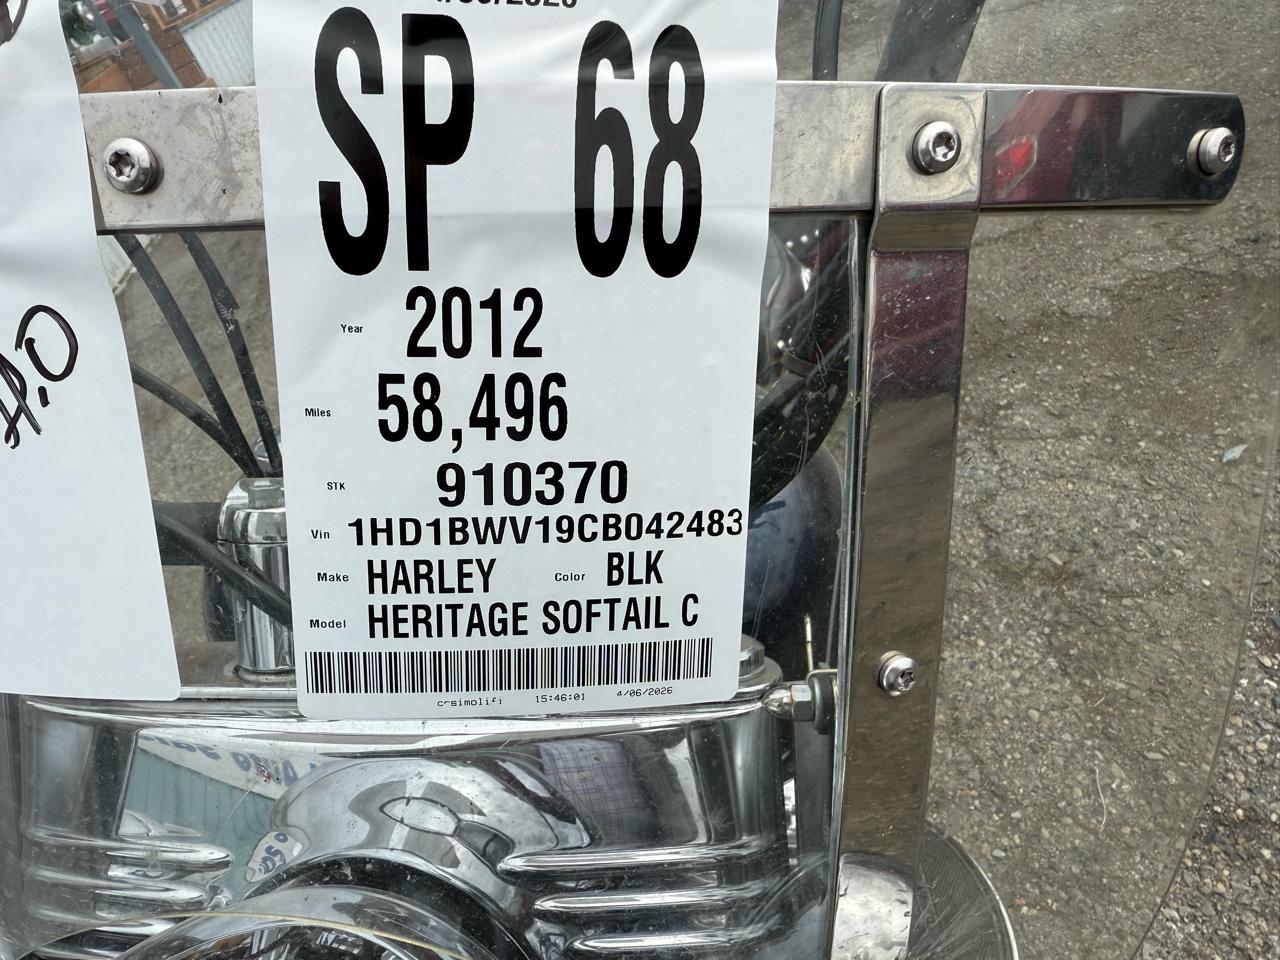 SP 68
Year 2012
Miles 58,496
STK 910370
Vin 1HD1BWV19CB042483
Make HARLEY Color BLK
Model HERITAGE SOFTAIL C
15:46:01 4/06/2026